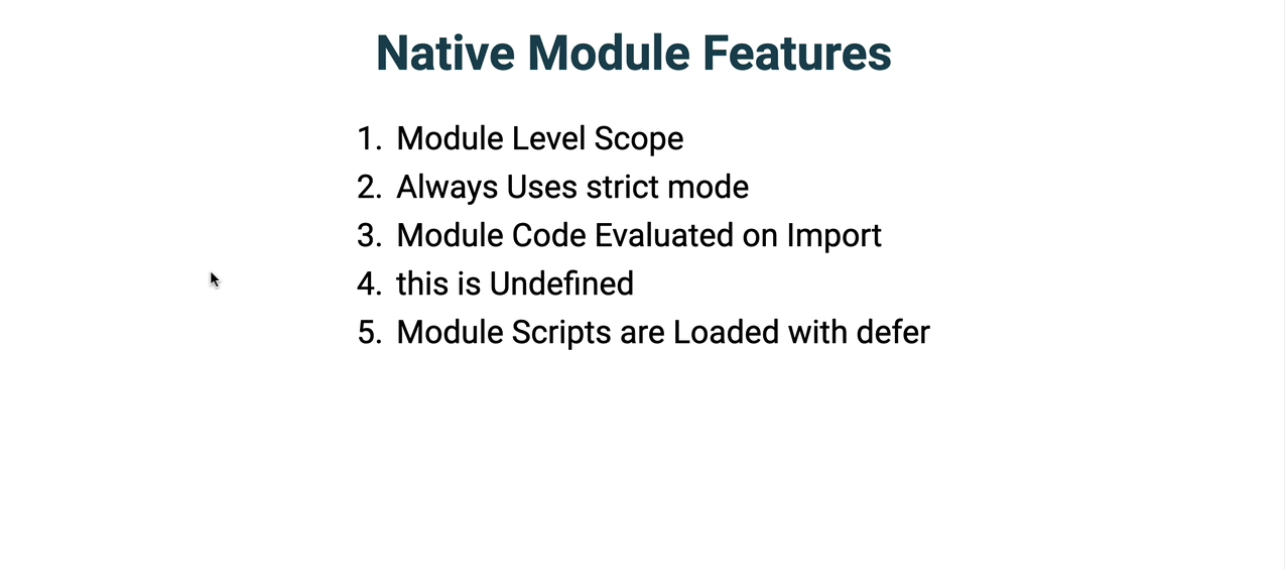 Native Module Features
1. Module Level Scope
2. Always Uses strict mode
3. Module Code Evaluated on Import
4. this is Undefined
5. Module Scripts are Loaded with defer